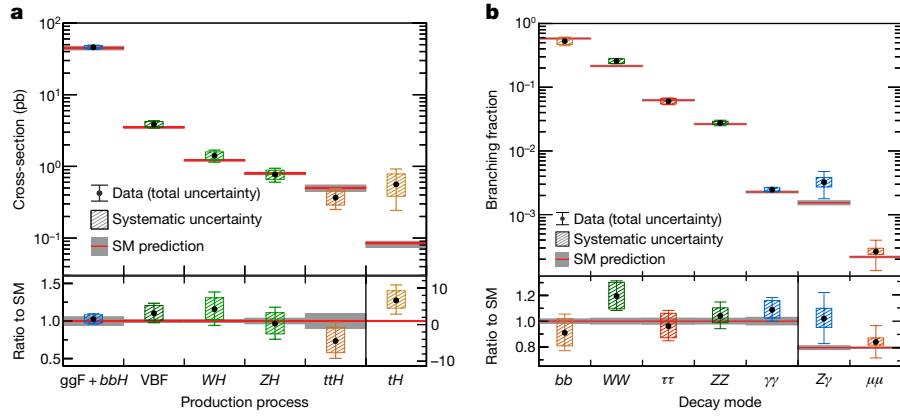 a
Cross-section (pb)
10²
10¹
10⁰
10⁻¹
Data (total uncertainty)
Systematic uncertainty
SM prediction
Ratio to SM
1.5
1.0
0.5
10
0
−10
ggF + bbH VBF WH ZH ttH tH
Production process
b
Branching fraction
10⁰
10⁻¹
10⁻²
10⁻³
Data (total uncertainty)
Systematic uncertainty
SM prediction
Ratio to SM
1.2
1.0
0.8
bb WW ττ ZZ γγ Zγ μμ
Decay mode